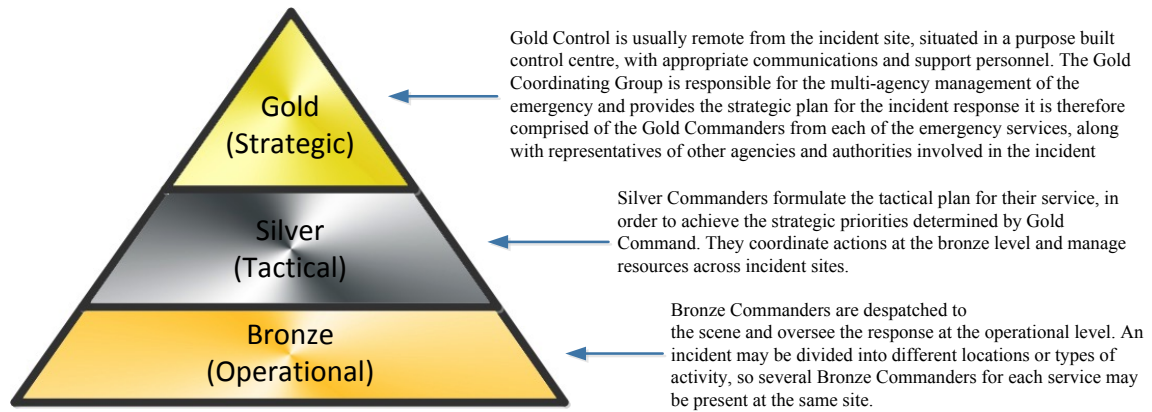 Gold
(Strategic)
Gold Control is usually remote from the incident site, situated in a purpose built
control centre, with appropriate communications and support personnel. The Gold
Coordinating Group is responsible for the multi-agency management of the
emergency and provides the strategic plan for the incident response it is therefore
comprised of the Gold Commanders from each of the emergency services, along
with representatives of other agencies and authorities involved in the incident
Silver
(Tactical)
Silver Commanders formulate the tactical plan for their service, in
order to achieve the strategic priorities determined by Gold
Command. They coordinate actions at the bronze level and manage
resources across incident sites.
Bronze
(Operational)
Bronze Commanders are despatched to
the scene and oversee the response at the operational level. An
incident may be divided into different locations or types of
activity, so several Bronze Commanders for each service may
be present at the same site.